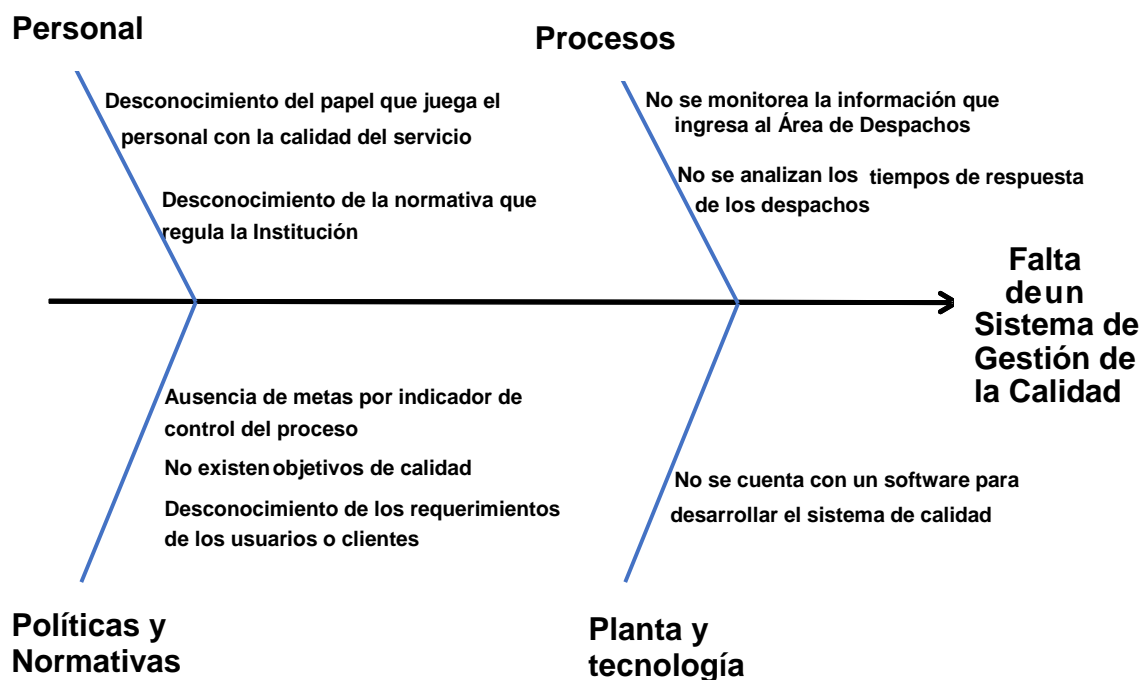 Personal
Desconocimiento del papel que juega el
personal con la calidad del servicio
Desconocimiento de la normativa que
regula la Institución
Procesos
No se monitorea la información que
ingresa al Área de Despachos
No se analizan los tiempos de respuesta
de los despachos
Falta
de un
Sistema de
Gestión de
la Calidad
Ausencia de metas por indicador de
control del proceso
No existen objetivos de calidad
Desconocimiento de los requerimientos
de los usuarios o clientes
Políticas y
Normativas
No se cuenta con un software para
desarrollar el sistema de calidad
Planta y
tecnología